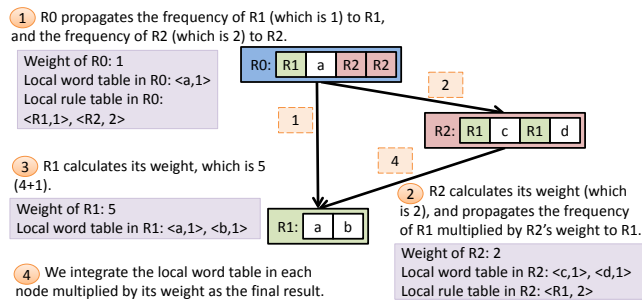 1 R0 propagates the frequency of R1 (which is 1) to R1,
and the frequency of R2 (which is 2) to R2.
Weight of R0: 1
Local word table in R0: <a,1>
Local rule table in R0:
<R1,1>, <R2, 2>
R0: R1 a R2 R2
1
2
R2: R1 c R1 d
4
3 R1 calculates its weight, which is 5
(4+1).
Weight of R1: 5
Local word table in R1: <a,1>, <b,1>
R1: a b
2 R2 calculates its weight (which
is 2), and propagates the frequency
of R1 multiplied by R2's weight to R1.
Weight of R2: 2
Local word table in R2: <c,1>, <d,1>
Local rule table in R2: <R1, 2>
4 We integrate the local word table in each
node multiplied by its weight as the final result.